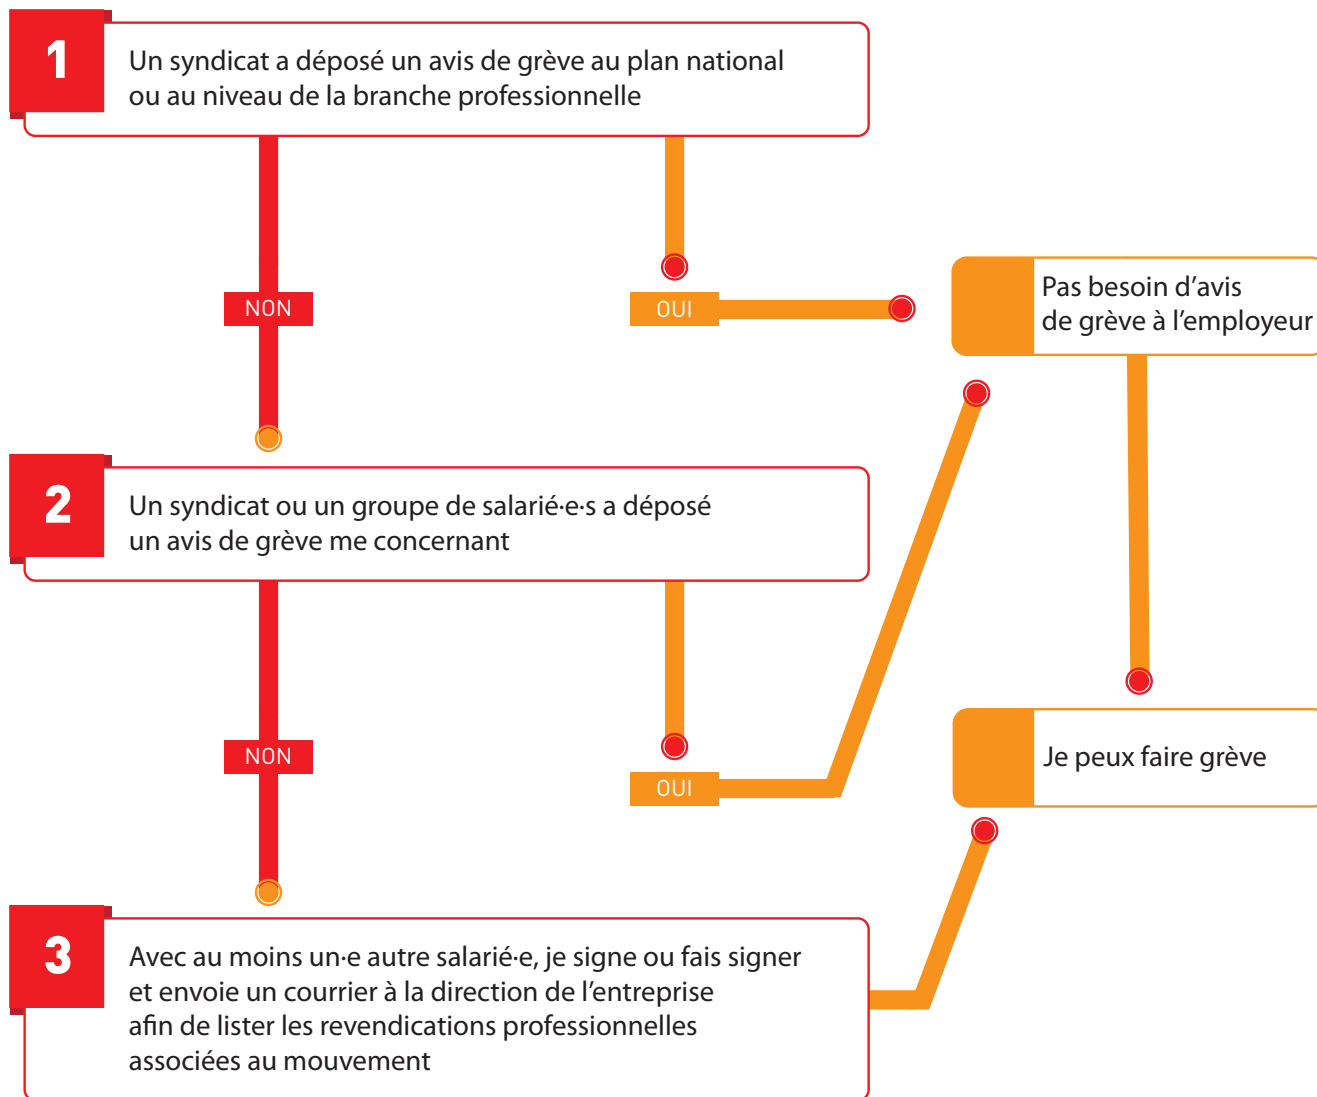 1
Un syndicat a déposé un avis de grève au plan national
ou au niveau de la branche professionnelle
NON
OUI
Pas besoin d’avis
de grève à l’employeur
2
Un syndicat ou un groupe de salarié·e·s a déposé
un avis de grève me concernant
NON
OUI
Je peux faire grève
3
Avec au moins un·e autre salarié·e, je signe ou fais signer
et envoie un courrier à la direction de l’entreprise
afin de lister les revendications professionnelles
associées au mouvement